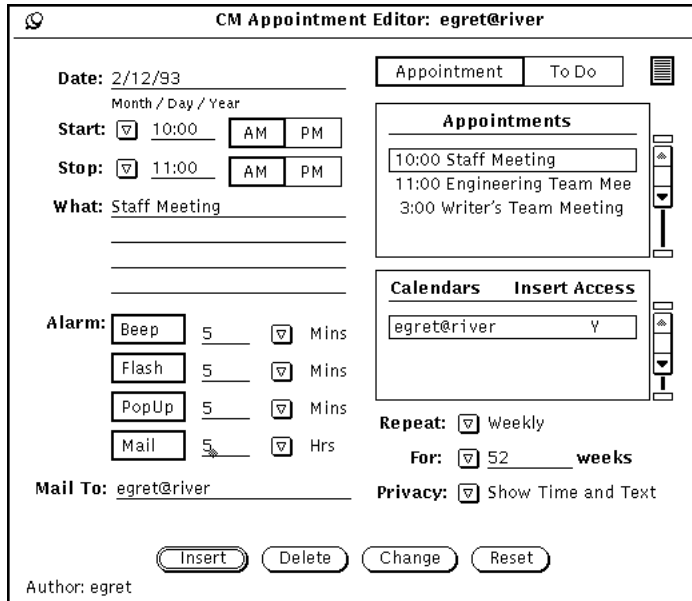 CM Appointment Editor: egret@river
Date: 2/12/93
Month / Day / Year
Start: 10:00 AM PM
Stop: 11:00 AM PM
What: Staff Meeting
Alarm: Beep 5 Mins
Flash 5 Mins
PopUp 5 Mins
Mail 5 Hrs
Mail To: egret@river
Appointment To Do
Appointments
10:00 Staff Meeting
11:00 Engineering Team Mee
3:00 Writer's Team Meeting
Calendars Insert Access
egret@river Y
Repeat: Weekly
For: 52 weeks
Privacy: Show Time and Text
Insert Delete Change Reset
Author: egret